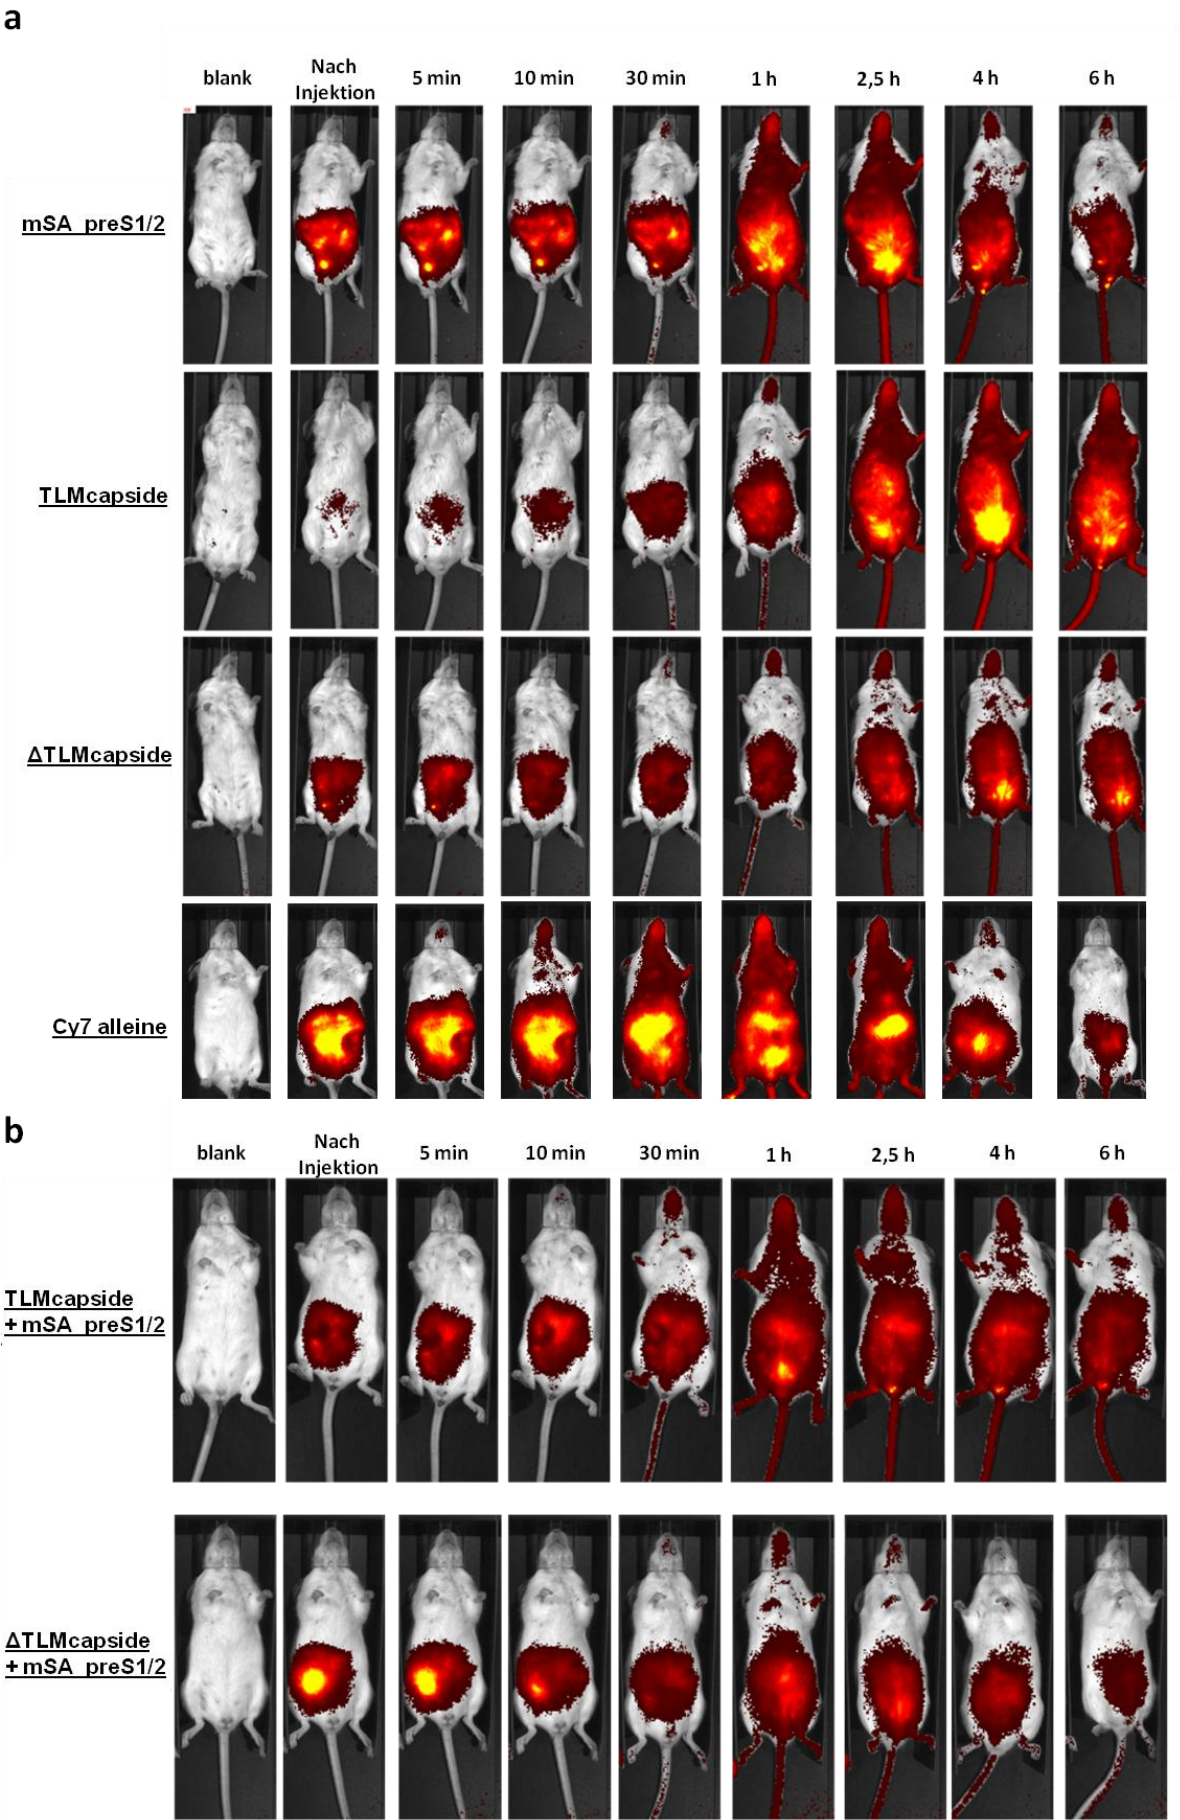 a
blank
Nach
Injektion
5 min
10 min
30 min
1 h
2,5 h
4 h
6 h
mSA_preS1/2
TLMcapside
ΔTLMcapside
Cy7 alleine
b
blank
Nach
Injektion
5 min
10 min
30 min
1 h
2,5 h
4 h
6 h
TLMcapside
+ mSA_preS1/2
ΔTLMcapside
+ mSA_preS1/2